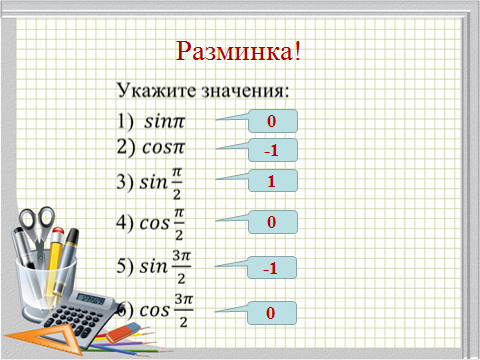 Разминка!
Укажите значения:
1) sinπ 0
2) cosπ -1
3) sin π/2 1
4) cos π/2 0
5) sin 3π/2 -1
6) cos 3π/2 0